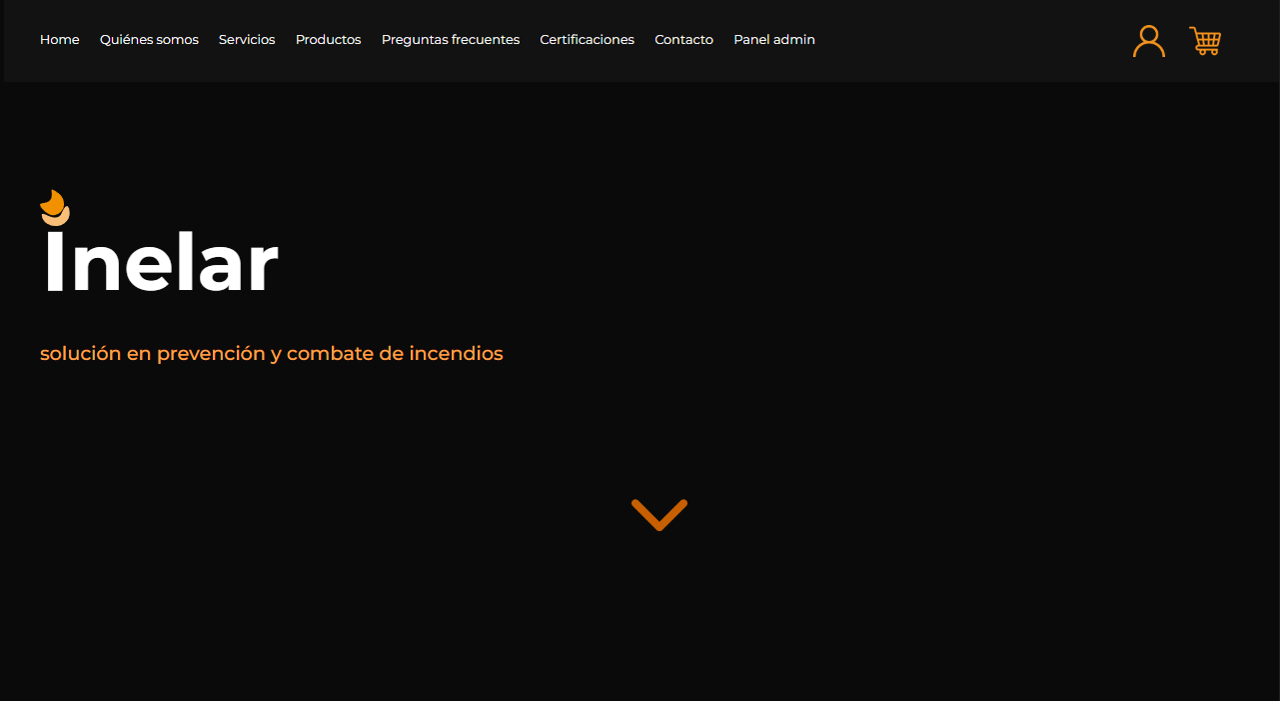 Home Quiénes somos Servicios Productos Preguntas frecuentes Certificaciones Contacto Panel admin
Inelar
solución en prevención y combate de incendios